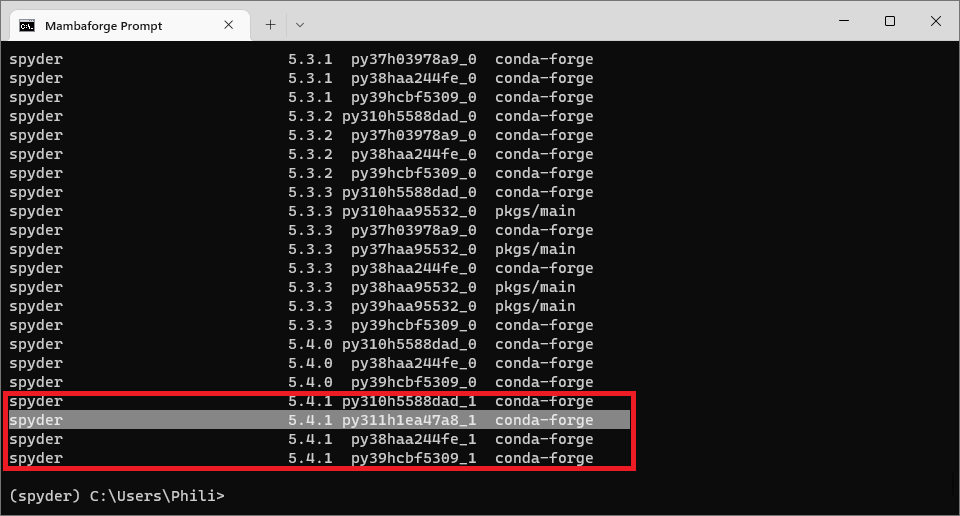 Mambaforge Prompt
spyder 5.3.1 py37h03978a9_0 conda-forge
spyder 5.3.1 py38haa244fe_0 conda-forge
spyder 5.3.1 py39hcbf5309_0 conda-forge
spyder 5.3.2 py310h5588dad_0 conda-forge
spyder 5.3.2 py37h03978a9_0 conda-forge
spyder 5.3.2 py38haa244fe_0 conda-forge
spyder 5.3.2 py39hcbf5309_0 conda-forge
spyder 5.3.3 py310h5588dad_0 conda-forge
spyder 5.3.3 py310haa95532_0 pkgs/main
spyder 5.3.3 py37h03978a9_0 conda-forge
spyder 5.3.3 py37haa95532_0 pkgs/main
spyder 5.3.3 py38haa244fe_0 conda-forge
spyder 5.3.3 py38haa95532_0 pkgs/main
spyder 5.3.3 py39haa95532_0 pkgs/main
spyder 5.3.3 py39hcbf5309_0 conda-forge
spyder 5.4.0 py310h5588dad_0 conda-forge
spyder 5.4.0 py38haa244fe_0 conda-forge
spyder 5.4.0 py39hcbf5309_0 conda-forge
spyder 5.4.1 py310h5588dad_1 conda-forge
spyder 5.4.1 py311h1ea47a8_1 conda-forge
spyder 5.4.1 py38haa244fe_1 conda-forge
spyder 5.4.1 py39hcbf5309_1 conda-forge
(spyder) C:\Users\Phili>